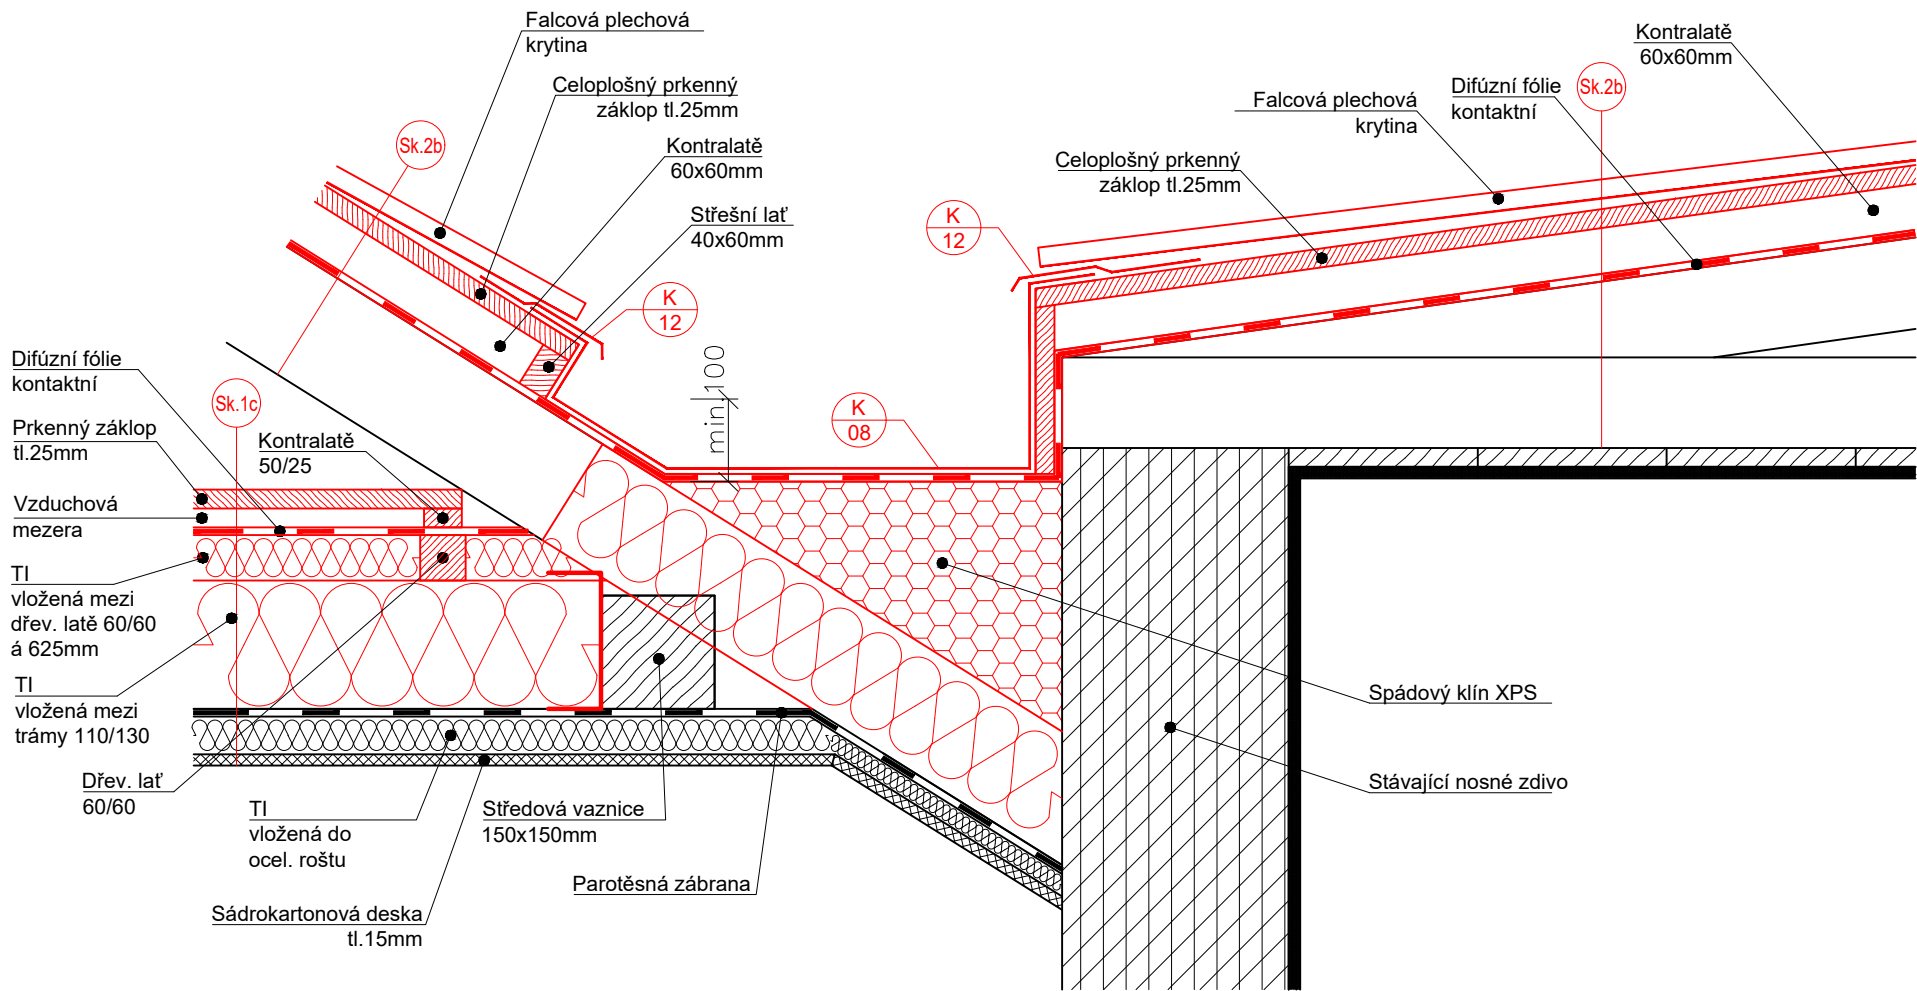 Falcová plechová
krytina
Celoplošný prkenný
záklop tl.25mm
Kontralatě
60x60mm
Střešní lať
40x60mm
Sk.2b
K
12
Kontralatě
60x60mm
Sk.2b
Difúzní fólie
kontaktní
Falcová plechová
krytina
Celoplošný prkenný
záklop tl.25mm
K
12
min.100
K
08
Difúzní fólie
kontaktní
Sk.1c
Prkenný záklop
tl.25mm
Kontralatě
50/25
Vzduchová
mezera
TI
vložená mezi
dřev. latě 60/60
á 625mm
TI
vložená mezi
trámy 110/130
Dřev. lať
60/60
TI
vložená do
ocel. roštu
Středová vaznice
150x150mm
Parotěsná zábrana
Sádrokartonová deska
tl.15mm
Spádový klín XPS
Stávající nosné zdivo